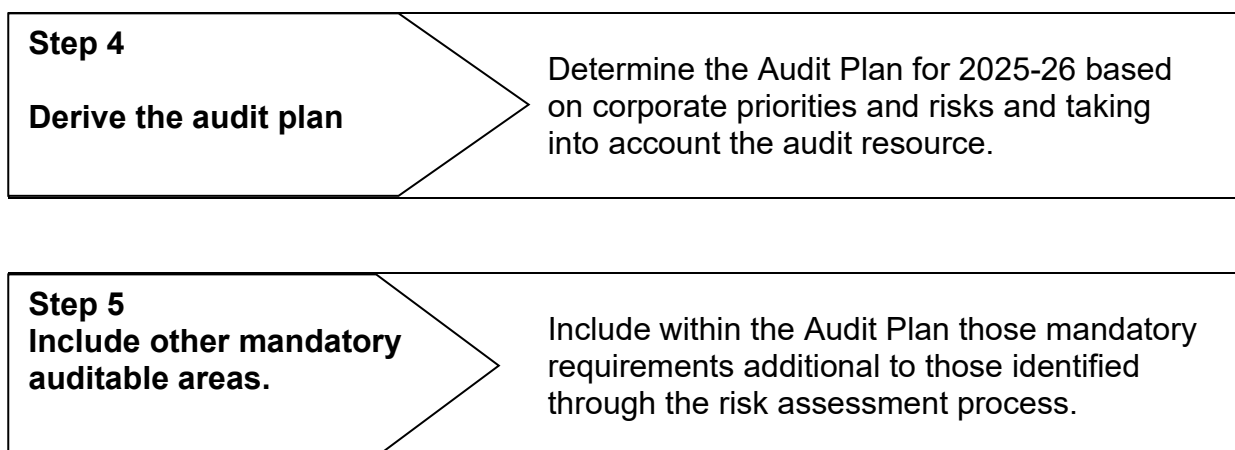 Step 4
Derive the audit plan
Determine the Audit Plan for 2025-26 based
on corporate priorities and risks and taking
into account the audit resource.
Step 5
Include other mandatory
auditable areas.
Include within the Audit Plan those mandatory
requirements additional to those identified
through the risk assessment process.